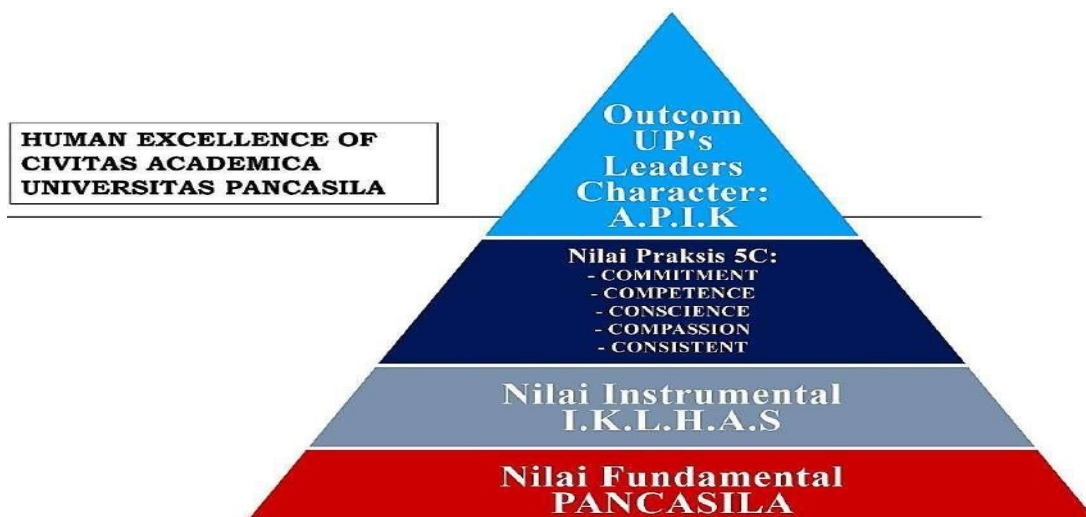 HUMAN EXCELLENCE OF
CIVITAS ACADEMICA
UNIVERSITAS PANCASILA
Outcom
UP's
Leaders
Character:
A.P.I.K
Nilai Praksis 5C:
- COMMITMENT
- COMPETENCE
- CONSCIENCE
- COMPASSION
- CONSISTENT
Nilai Instrumental
I.K.L.H.A.S
Nilai Fundamental
PANCASILA